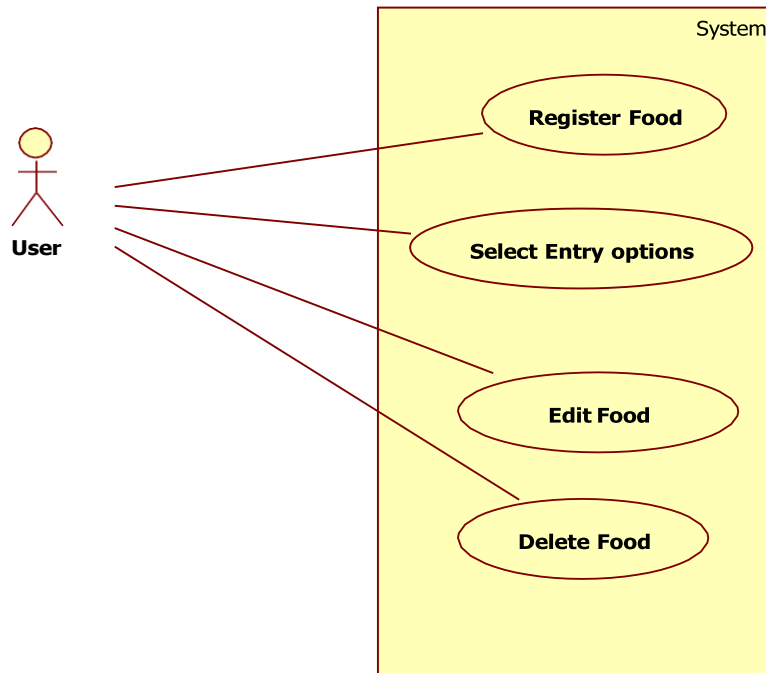 System
Register Food
User
Select Entry options
Edit Food
Delete Food